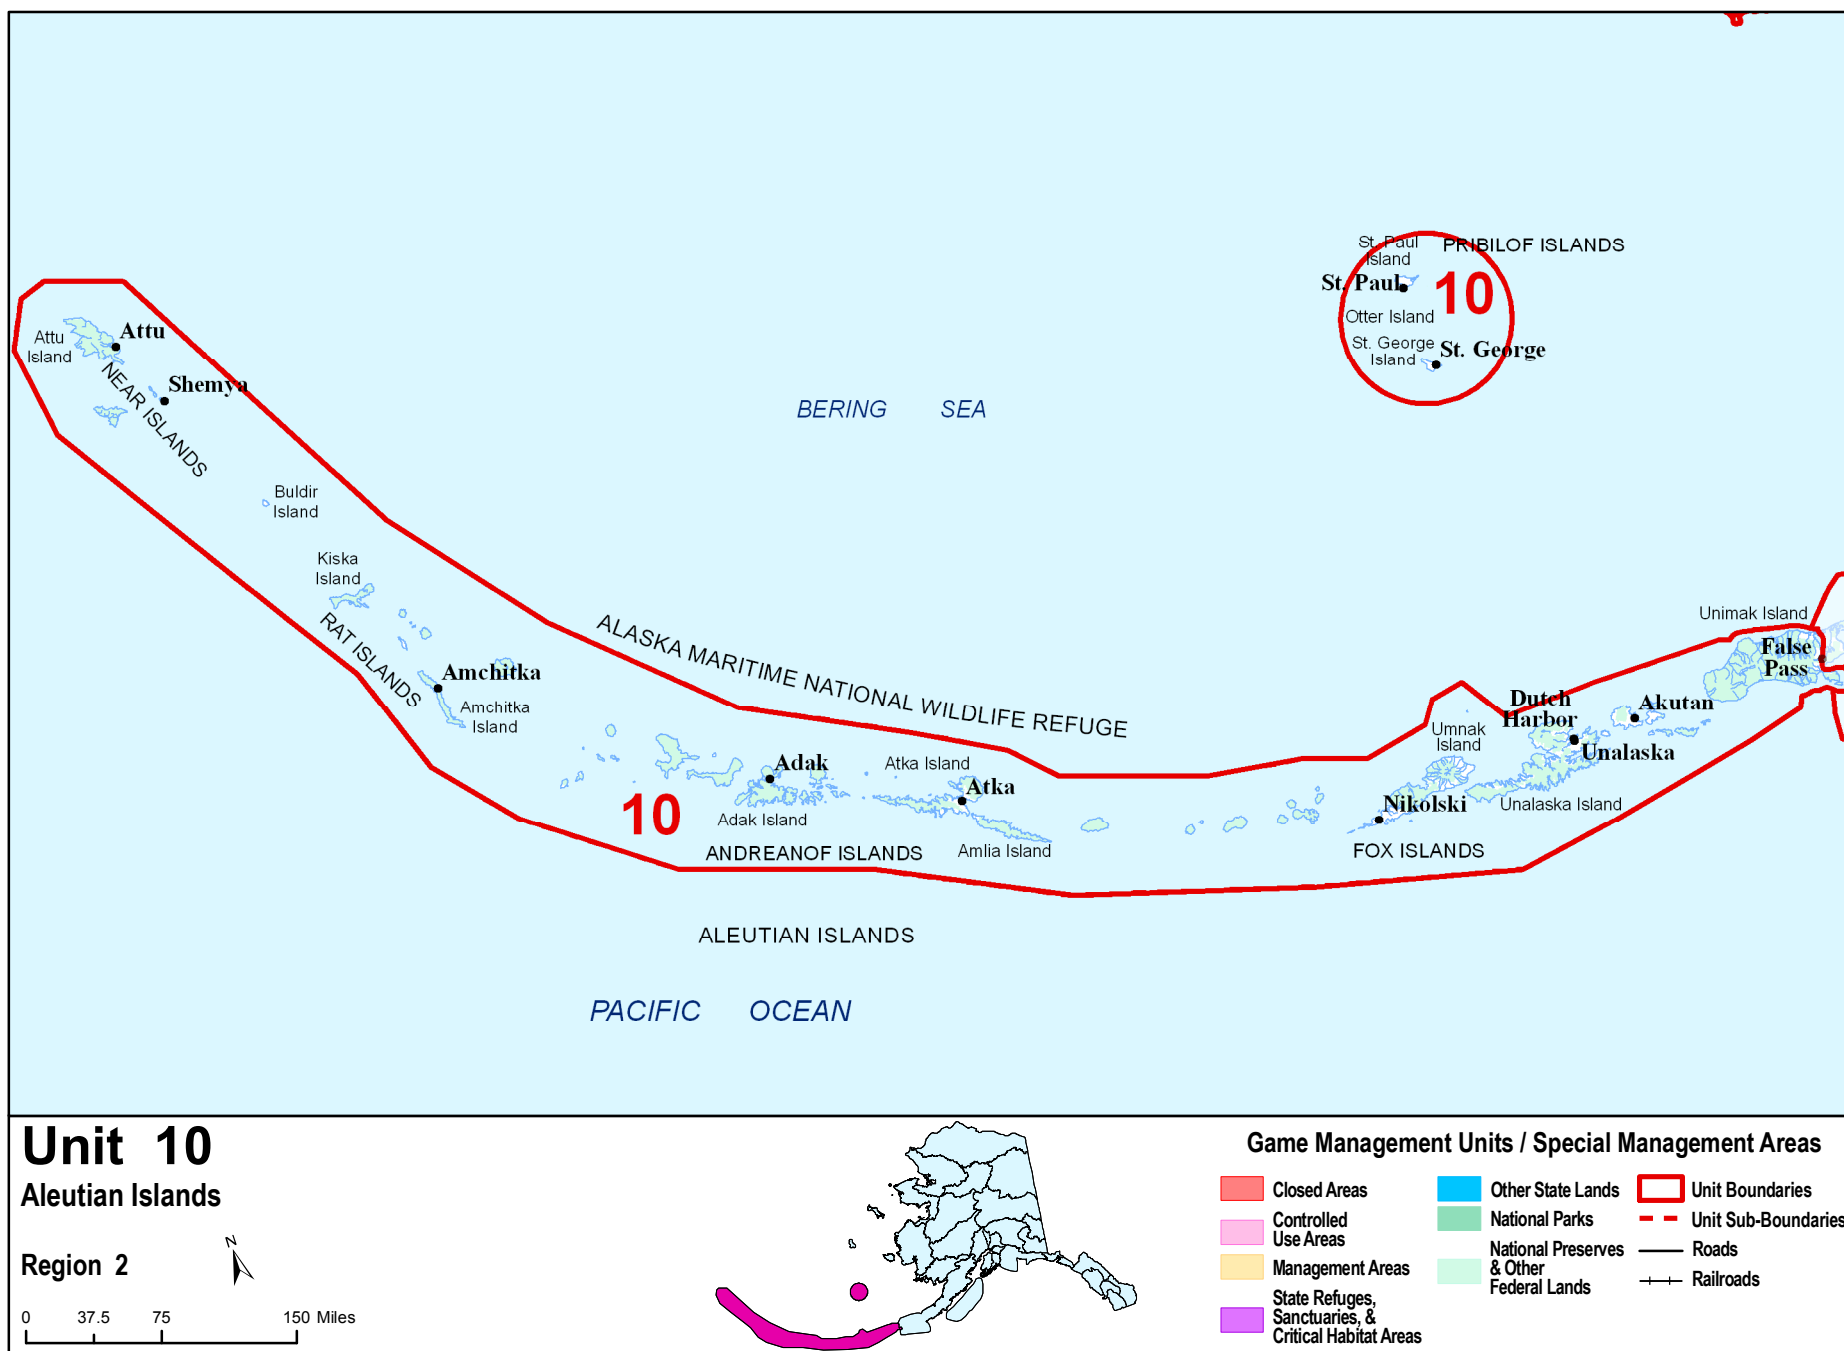 PRIBILOF ISLANDS
St. Paul
Island
St. Paul
10
Otter Island
St. George
Island
St. George
Attu
Island
Attu
Shemya
NEAR ISLANDS
BERING SEA
Buldir
Island
Kiska
Island
RAT ISLANDS
Amchitka
Amchitka
Island
ALASKA MARITIME NATIONAL WILDLIFE REFUGE
Unimak Island
False
Pass
Dutch
Harbor
Akutan
Umnak
Island
Unalaska
Adak
Atka Island
Atka
Nikolski
Unalaska Island
10
Adak Island
ANDREANOF ISLANDS
Amlia Island
FOX ISLANDS
ALEUTIAN ISLANDS
PACIFIC OCEAN
Unit 10
Aleutian Islands
Region 2
N
0 37.5 75 150 Miles
Game Management Units / Special Management Areas
Closed Areas
Controlled
Use Areas
Management Areas
State Refuges,
Sanctuaries, &
Critical Habitat Areas
Other State Lands
National Parks
National Preserves
& Other
Federal Lands
Unit Boundaries
Unit Sub-Boundaries
Roads
Railroads